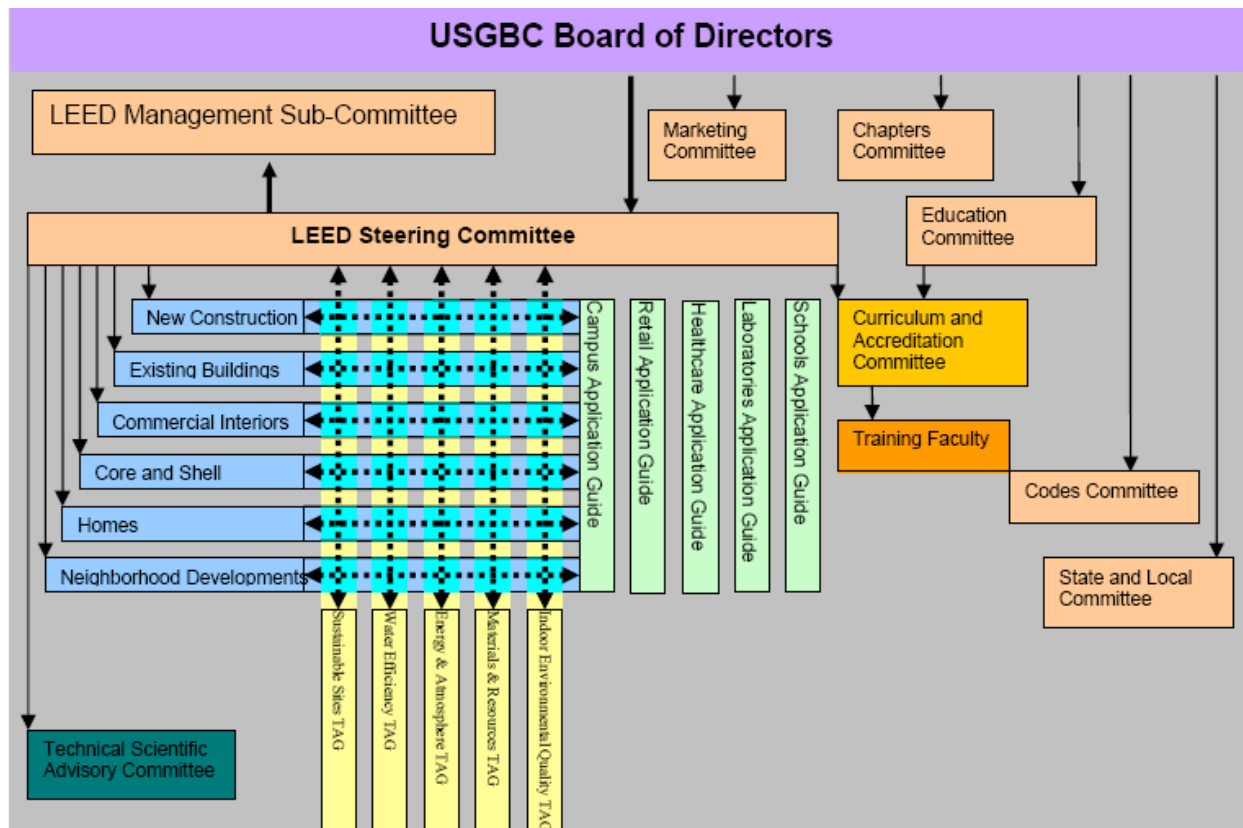 USGBC Board of Directors
LEED Management Sub-Committee
Marketing
Committee
Chapters
Committee
Education
Committee
LEED Steering Committee
New Construction
Existing Buildings
Commercial Interiors
Core and Shell
Homes
Neighborhood Developments
Campus Application Guide
Retail Application Guide
Healthcare Application Guide
Laboratories Application Guide
Schools Application Guide
Curriculum and
Accreditation
Committee
Training Faculty
Codes Committee
State and Local
Committee
Sustainable Sites TAG
Water Efficiency TAG
Energy & Atmosphere TAG
Materials & Resources TAG
Indoor Environmental Quality TAG
Technical Scientific
Advisory Committee